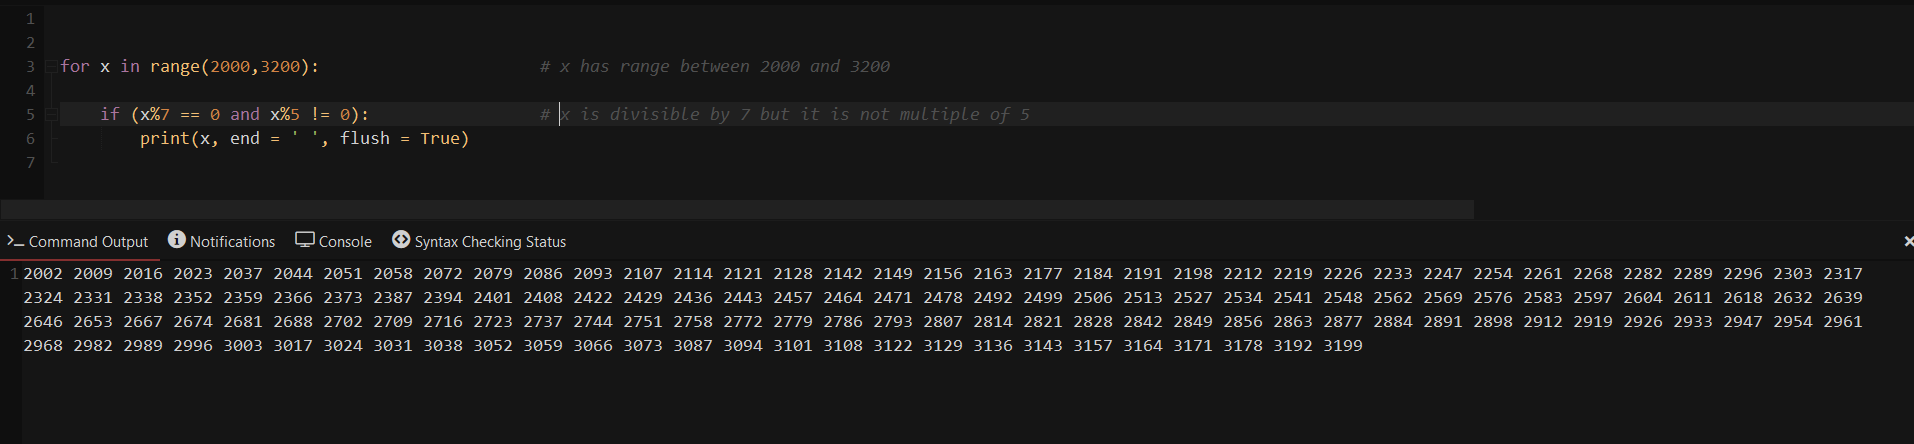 1
2
3 for x in range(2000,3200): # x has range between 2000 and 3200
4
5 if (x%7 == 0 and x%5 != 0): # x is divisible by 7 but it is not multiple of 5
6 print(x, end = ' ', flush = True)
7
Command Output Notifications Console Syntax Checking Status
1 2002 2009 2016 2023 2037 2044 2051 2058 2072 2079 2086 2093 2107 2114 2121 2128 2142 2149 2156 2163 2177 2184 2191 2198 2212 2219 2226 2233 2247 2254 2261 2268 2282 2289 2296 2303 2317
2324 2331 2338 2352 2359 2366 2373 2387 2394 2401 2408 2422 2429 2436 2443 2457 2464 2471 2478 2492 2499 2506 2513 2527 2534 2541 2548 2562 2569 2576 2583 2597 2604 2611 2618 2632 2639
2646 2653 2667 2674 2681 2688 2702 2709 2716 2723 2737 2744 2751 2758 2772 2779 2786 2793 2807 2814 2821 2828 2842 2849 2856 2863 2877 2884 2891 2898 2912 2919 2926 2933 2947 2954 2961
2968 2982 2989 2996 3003 3017 3024 3031 3038 3052 3059 3066 3073 3087 3094 3101 3108 3122 3129 3136 3143 3157 3164 3171 3178 3192 3199